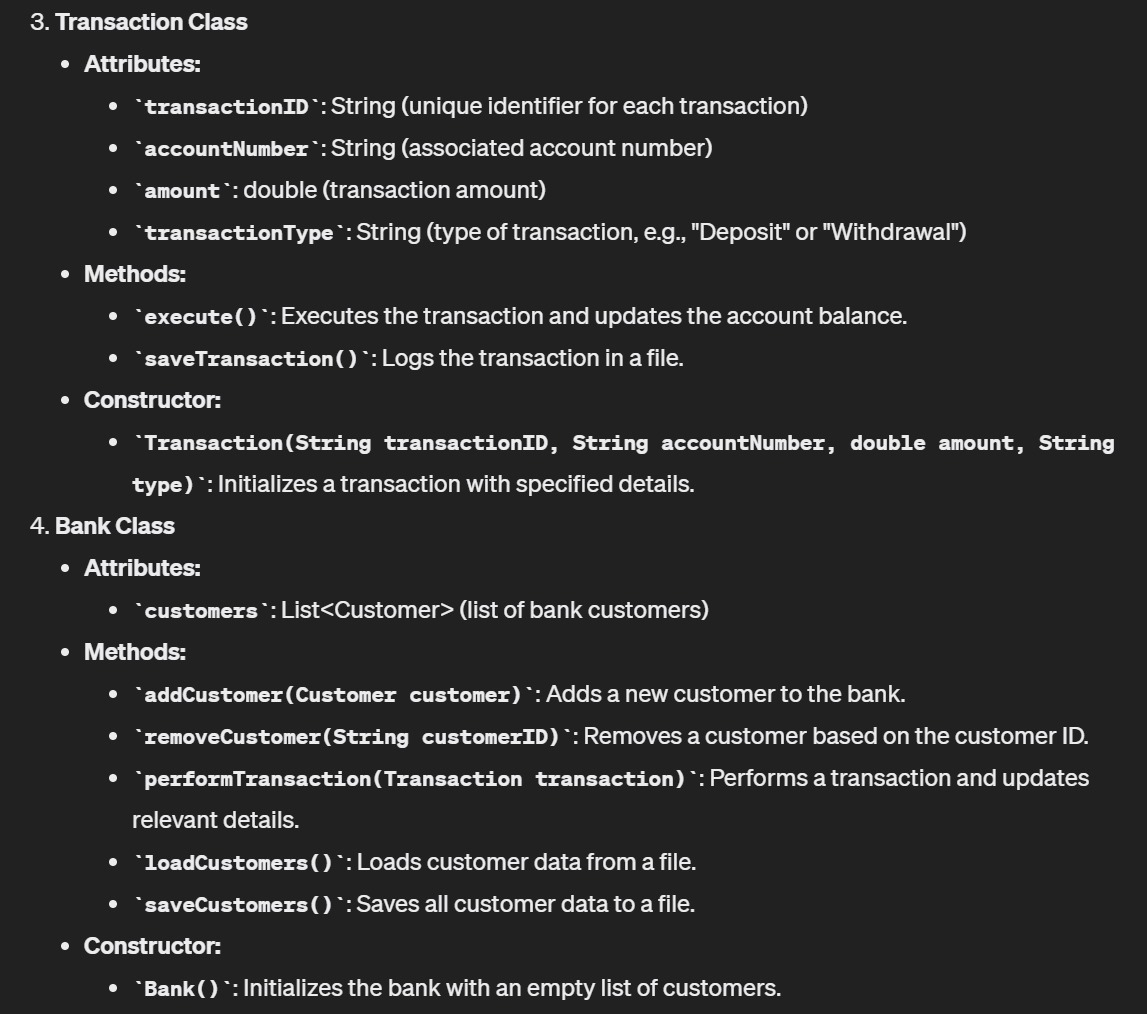 3. Transaction Class
• Attributes:
• `transactionID`: String (unique identifier for each transaction)
• `accountNumber`: String (associated account number)
• `amount`: double (transaction amount)
• `transactionType`: String (type of transaction, e.g., "Deposit" or "Withdrawal")
• Methods:
• `execute()`: Executes the transaction and updates the account balance.
• `saveTransaction()`: Logs the transaction in a file.
• Constructor:
• `Transaction(String transactionID, String accountNumber, double amount, String
type)`: Initializes a transaction with specified details.
4. Bank Class
• Attributes:
• `customers`: List<Customer> (list of bank customers)
• Methods:
• `addCustomer(Customer customer)`: Adds a new customer to the bank.
• `removeCustomer(String customerID)`: Removes a customer based on the customer ID.
• `performTransaction(Transaction transaction)`: Performs a transaction and updates
relevant details.
• `loadCustomers()`: Loads customer data from a file.
• `saveCustomers()`: Saves all customer data to a file.
• Constructor:
• `Bank()`: Initializes the bank with an empty list of customers.